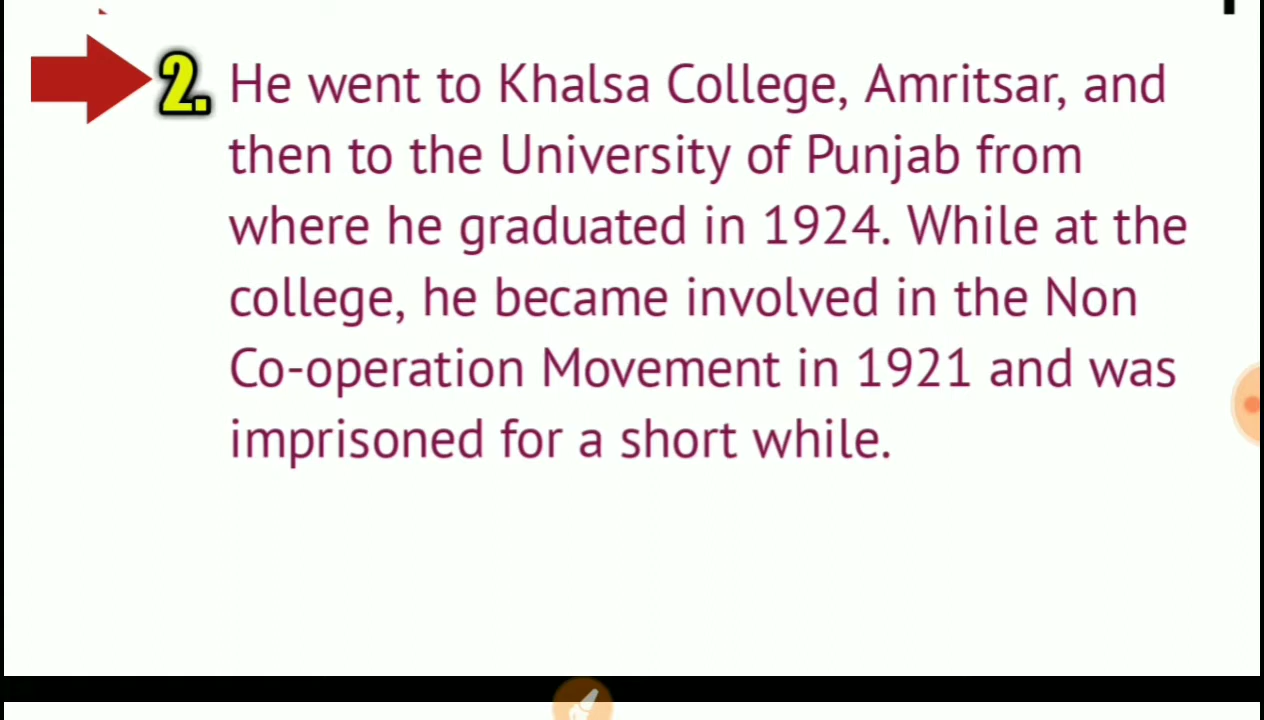 2. He went to Khalsa College, Amritsar, and
then to the University of Punjab from
where he graduated in 1924. While at the
college, he became involved in the Non
Co-operation Movement in 1921 and was
imprisoned for a short while.